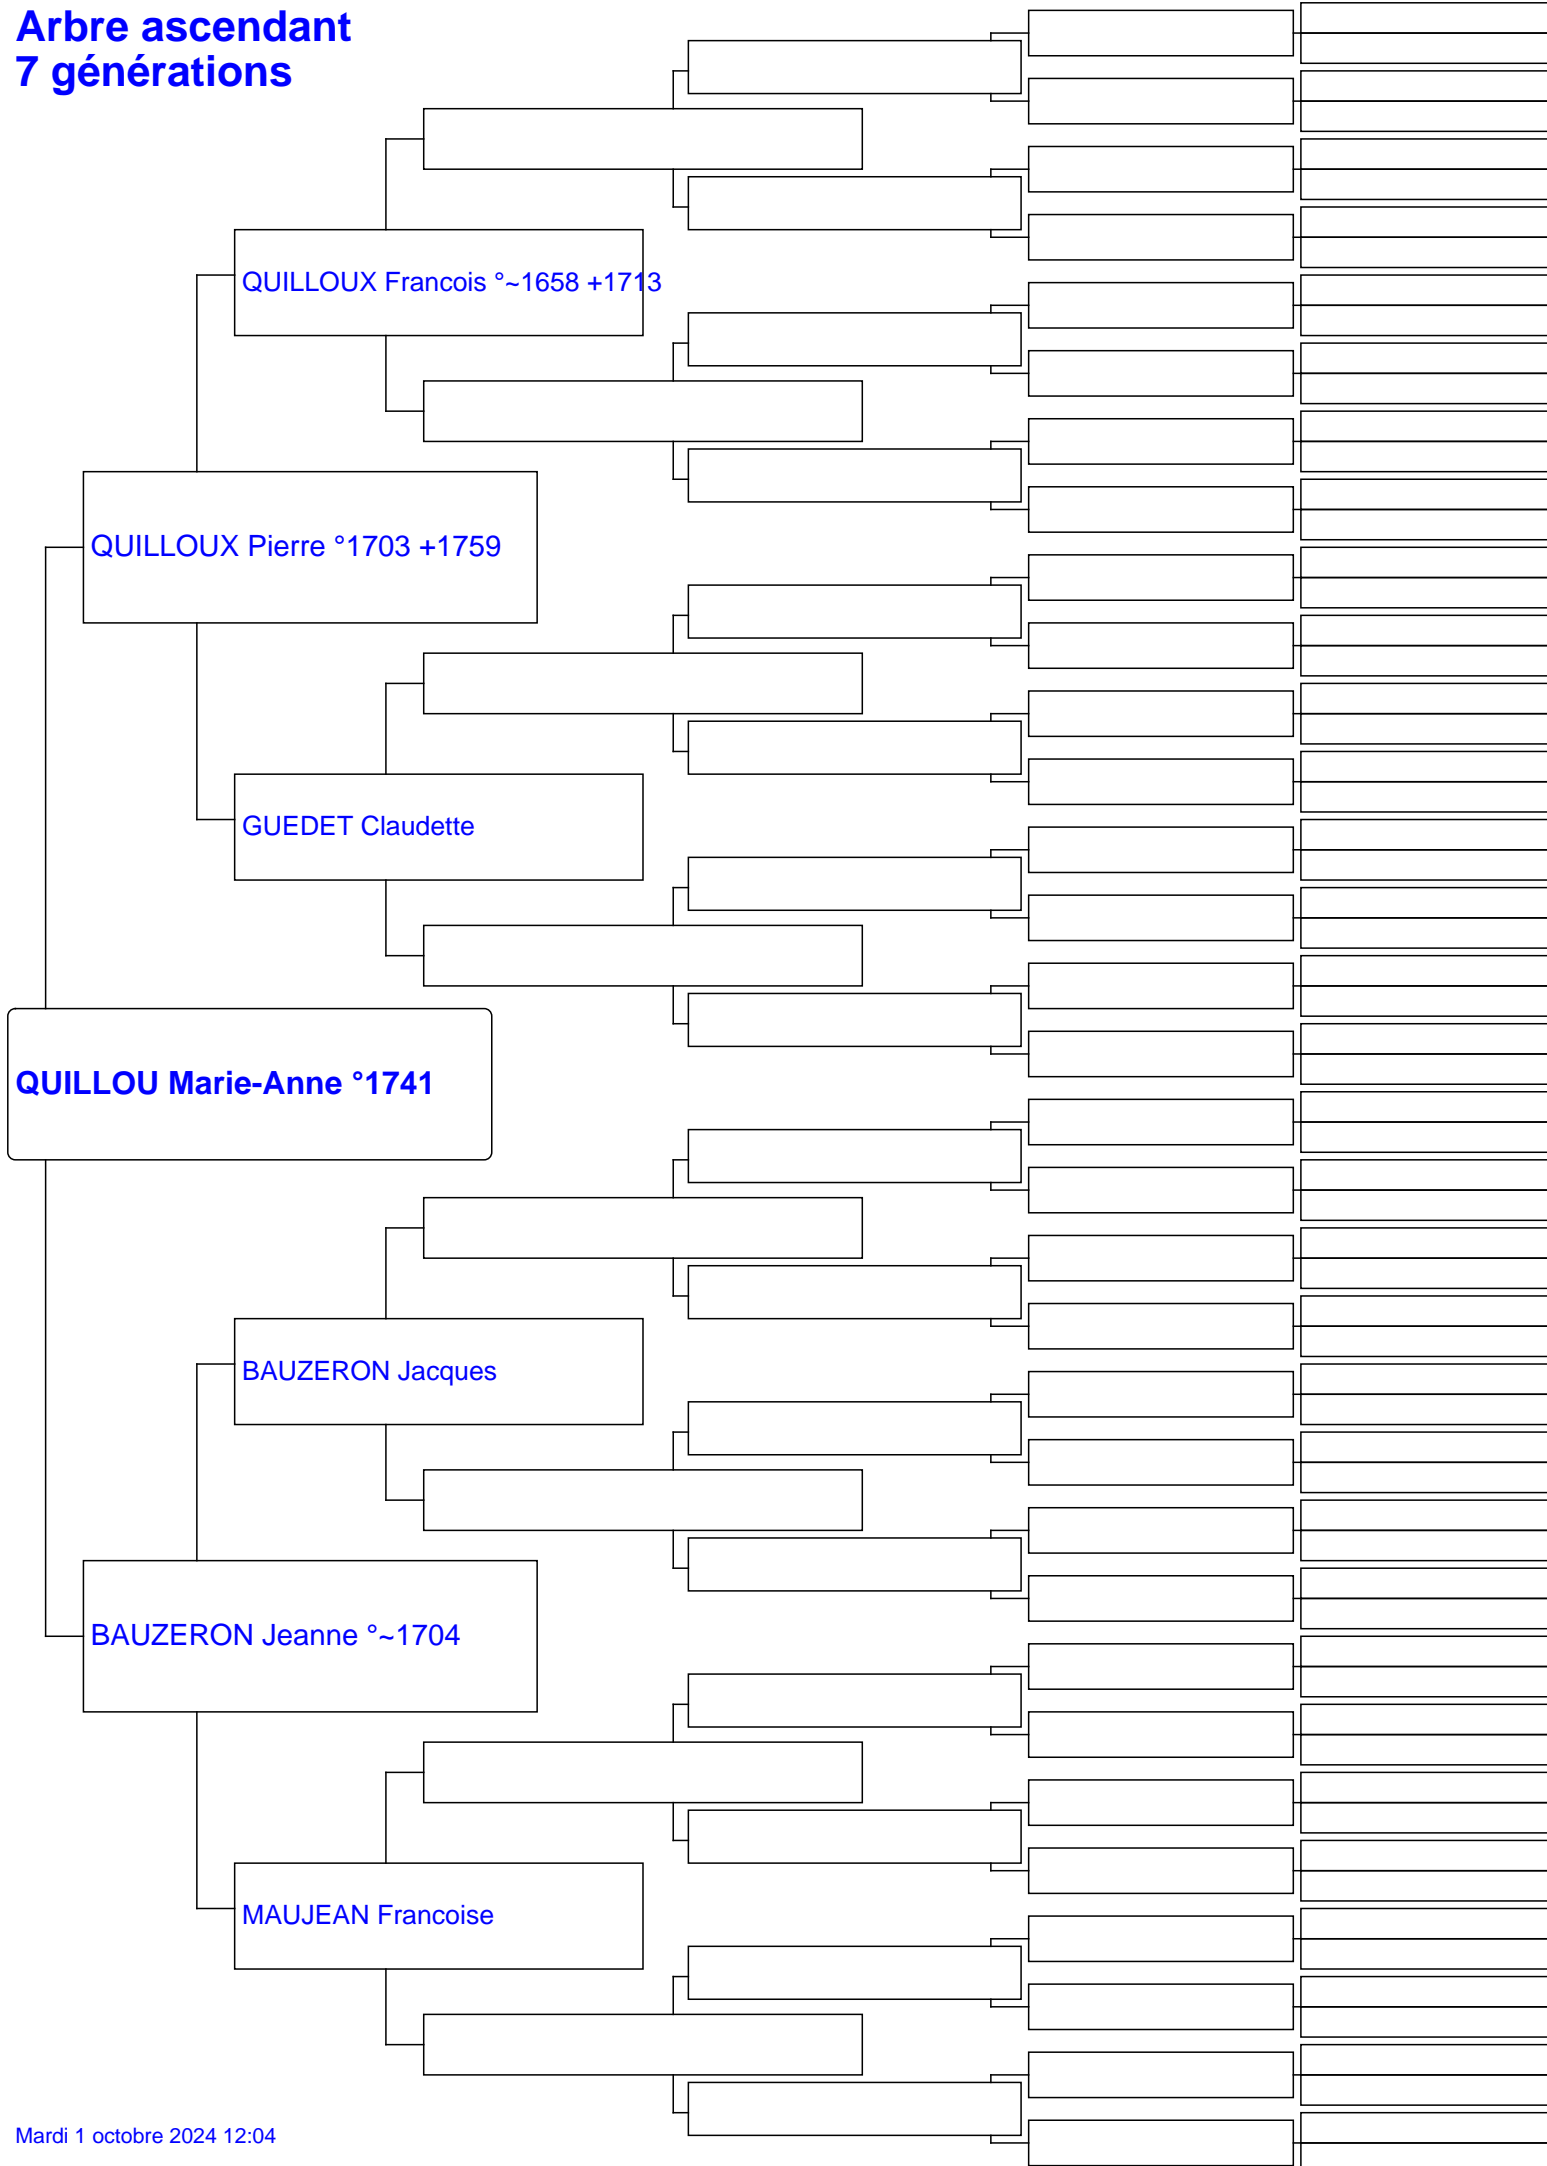 Arbre ascendant
7 générations
QUILLOUX Francois °~1658 +1713
QUILLOUX Pierre °1703 +1759
GUEDET Claudette
QUILLOU Marie-Anne °1741
BAUZERON Jacques
BAUZERON Jeanne °~1704
MAUJEAN Francoise
Mardi 1 octobre 2024 12:04